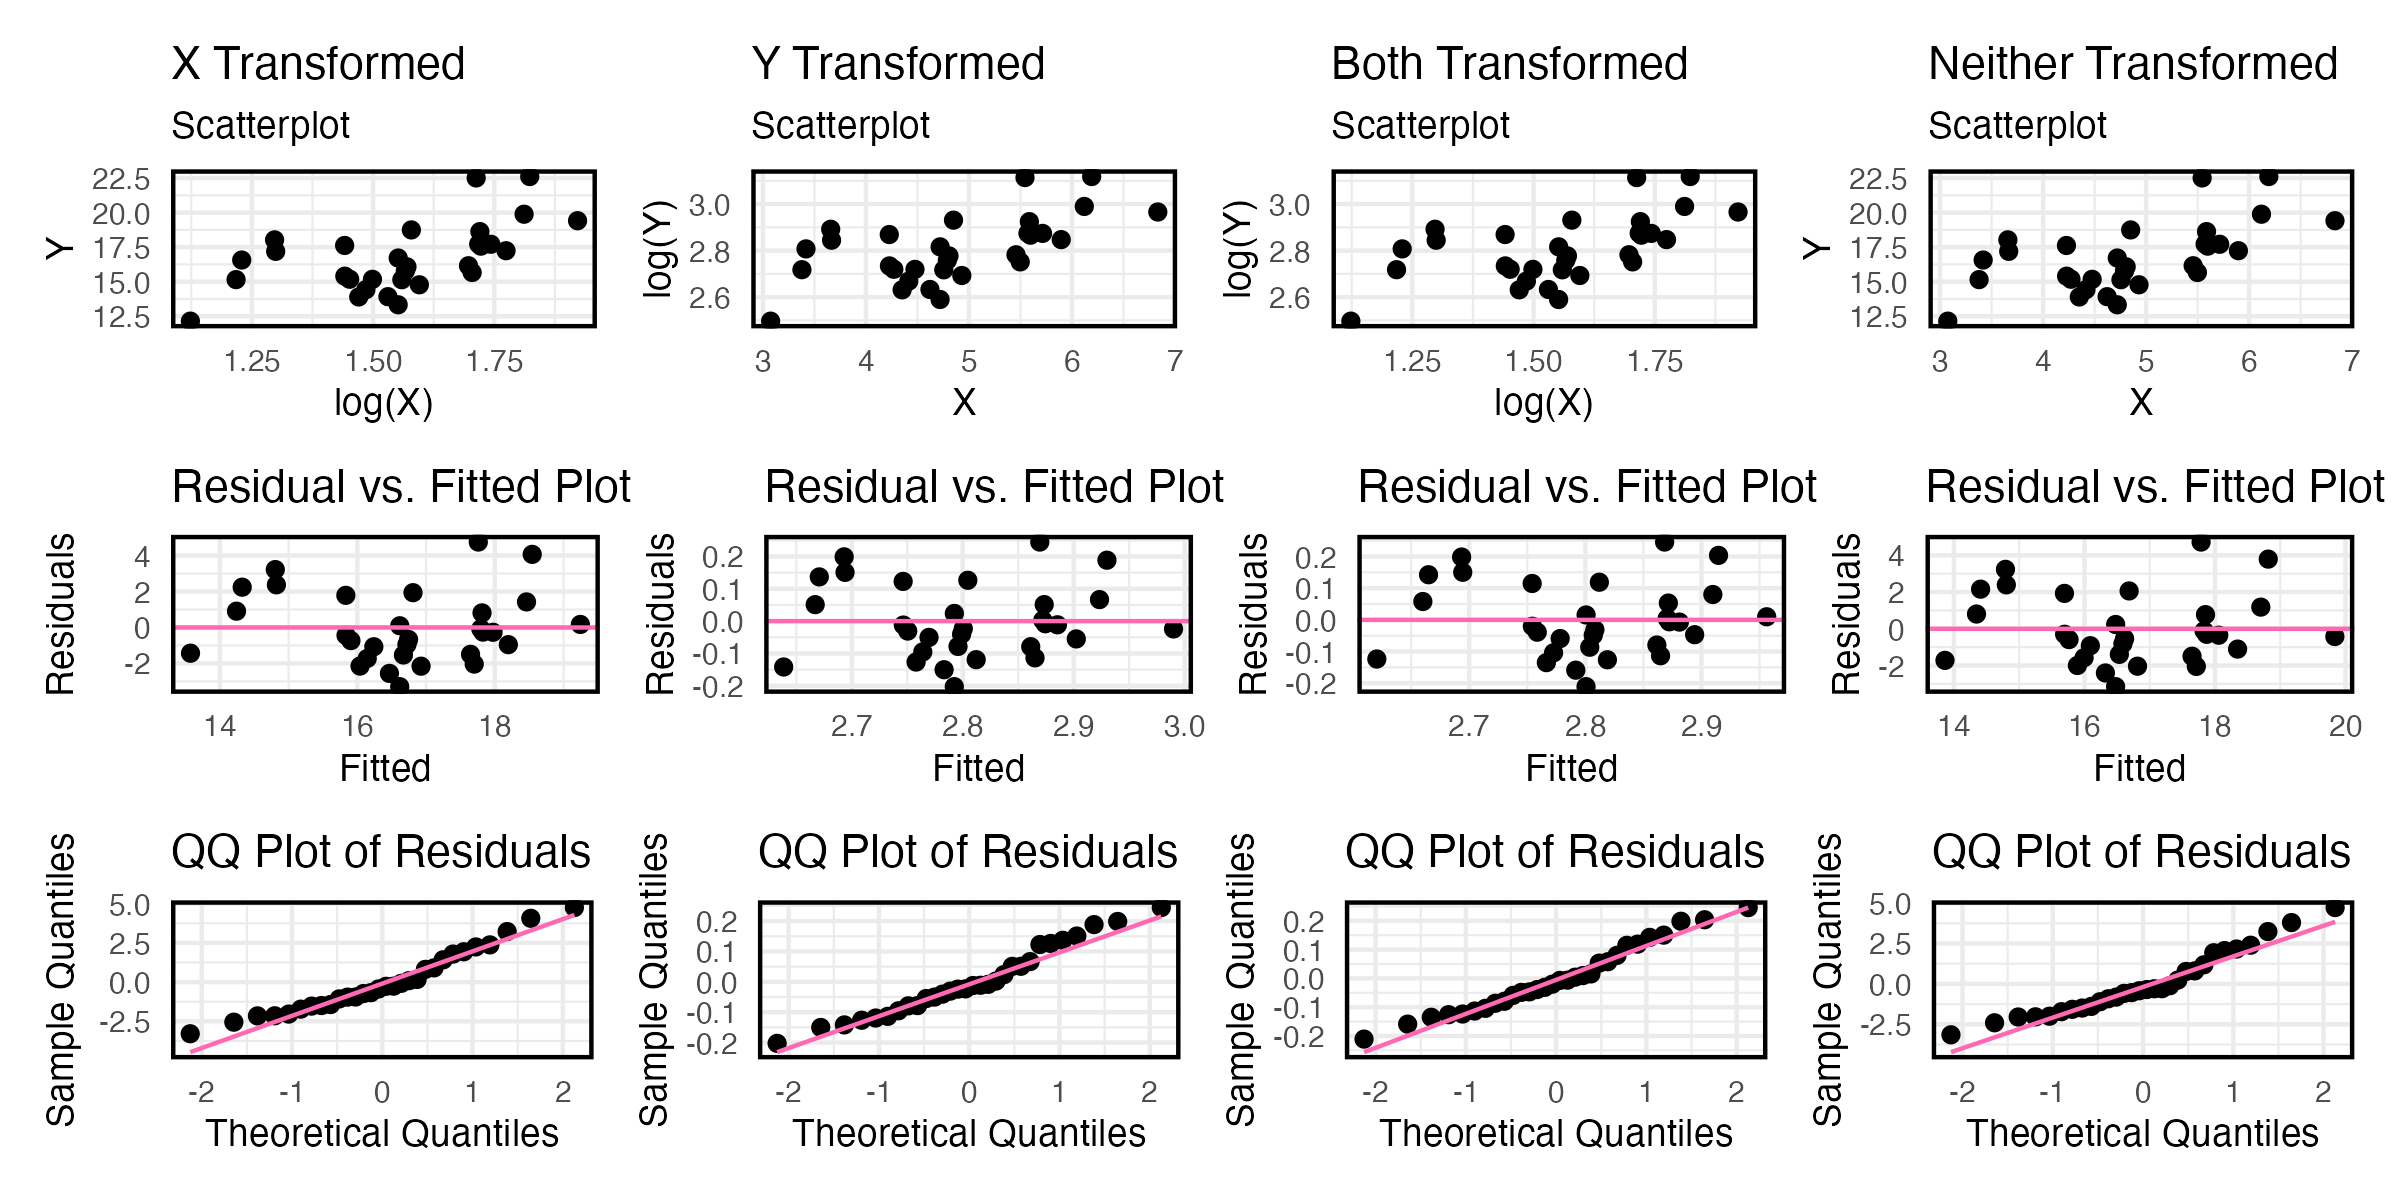 X Transformed
Y Transformed
Both Transformed
Neither Transformed
Scatterplot
Scatterplot
Scatterplot
Scatterplot
Y
22.5
20.0
17.5
15.0
12.5
1.25 1.50 1.75
log(X)
log(Y)
3.0
2.8
2.6
3 4 5 6 7
X
log(Y)
3.0
2.8
2.6
1.25 1.50 1.75
log(X)
Y
22.5
20.0
17.5
15.0
12.5
3 4 5 6 7
X
Residual vs. Fitted Plot
Residual vs. Fitted Plot
Residual vs. Fitted Plot
Residual vs. Fitted Plot
Residuals
4
2
0
-2
14 16 18
Fitted
Residuals
0.2
0.1
0.0
-0.1
-0.2
2.7 2.8 2.9 3.0
Fitted
Residuals
0.2
0.1
0.0
-0.1
-0.2
2.7 2.8 2.9
Fitted
Residuals
4
2
0
-2
14 16 18 20
Fitted
QQ Plot of Residuals
QQ Plot of Residuals
QQ Plot of Residuals
QQ Plot of Residuals
Sample Quantiles
5.0
2.5
0.0
-2.5
-2 -1 0 1 2
Theoretical Quantiles
Sample Quantiles
0.2
0.1
0.0
-0.1
-0.2
-2 -1 0 1 2
Theoretical Quantiles
Sample Quantiles
0.2
0.1
0.0
-0.1
-0.2
-2 -1 0 1 2
Theoretical Quantiles
Sample Quantiles
5.0
2.5
0.0
-2.5
-2 -1 0 1 2
Theoretical Quantiles